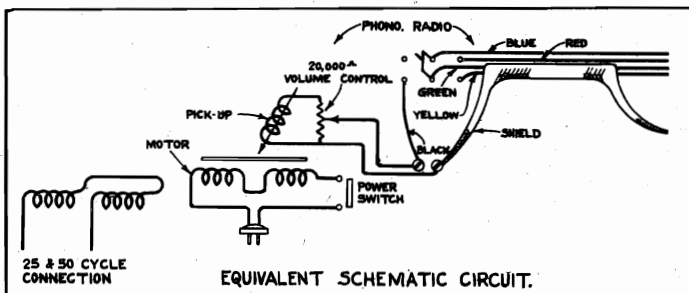 PHONO. RADIO
BLUE
RED
20,000 Ω
VOLUME CONTROL
GREEN
YELLOW
PICK-UP
SHIELD
BLACK
MOTOR
POWER
SWITCH
25 & 50 CYCLE
CONNECTION
EQUIVALENT SCHEMATIC CIRCUIT.